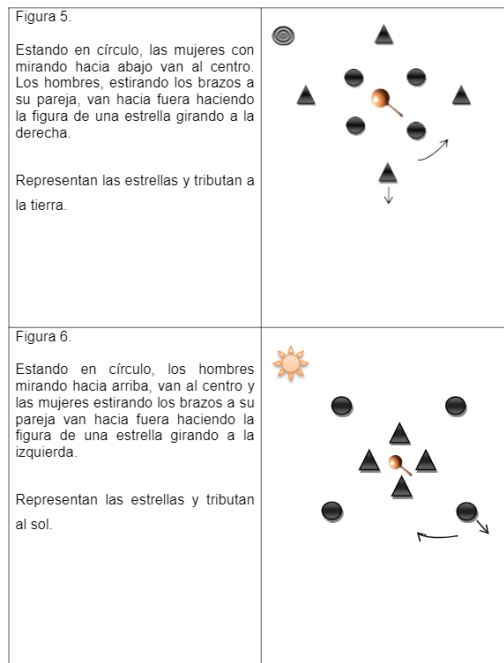 Figura 5.
Estando en círculo, las mujeres con
mirando hacia abajo van al centro.
Los hombres, estirando los brazos a
su pareja, van hacia fuera haciendo
la figura de una estrella girando a la
derecha.
Representan las estrellas y tributan a
la tierra.
Figura 6.
Estando en círculo, los hombres
mirando hacia arriba, van al centro y
las mujeres estirando los brazos a su
pareja van hacia fuera haciendo la
figura de una estrella girando a la
izquierda.
Representan las estrellas y tributan
al sol.